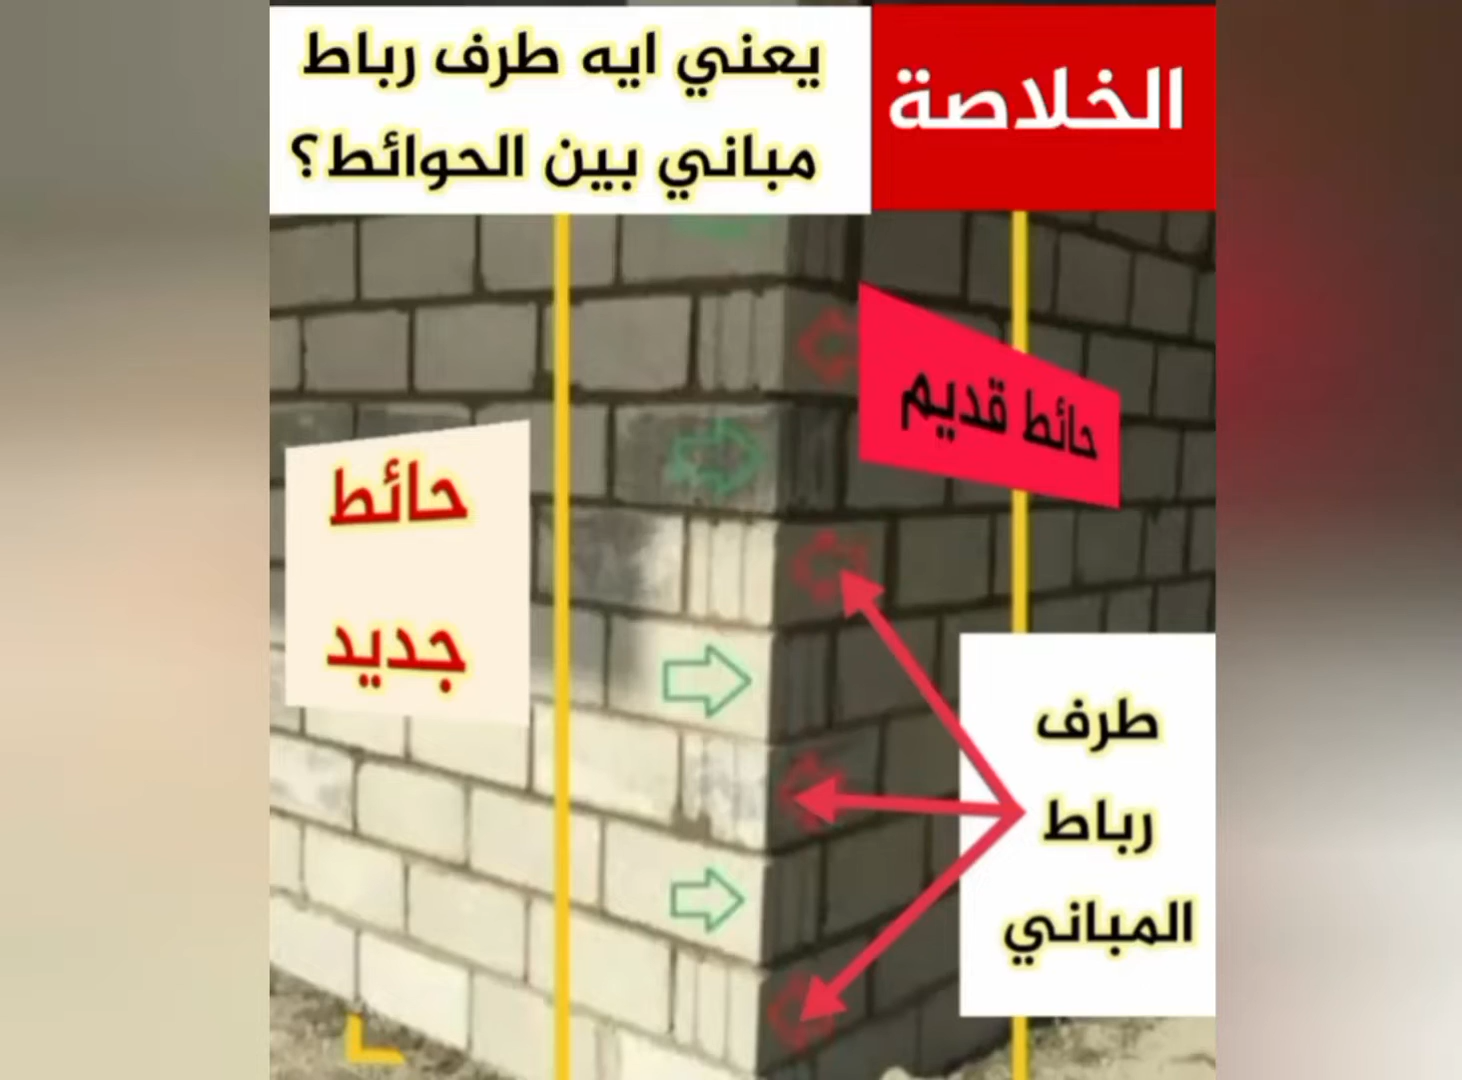 الخلاصة
يعني ايه طرف رباط
مباني بين الحوائط؟
حائط قديم
حائط
جديد
طرف
رباط
المباني